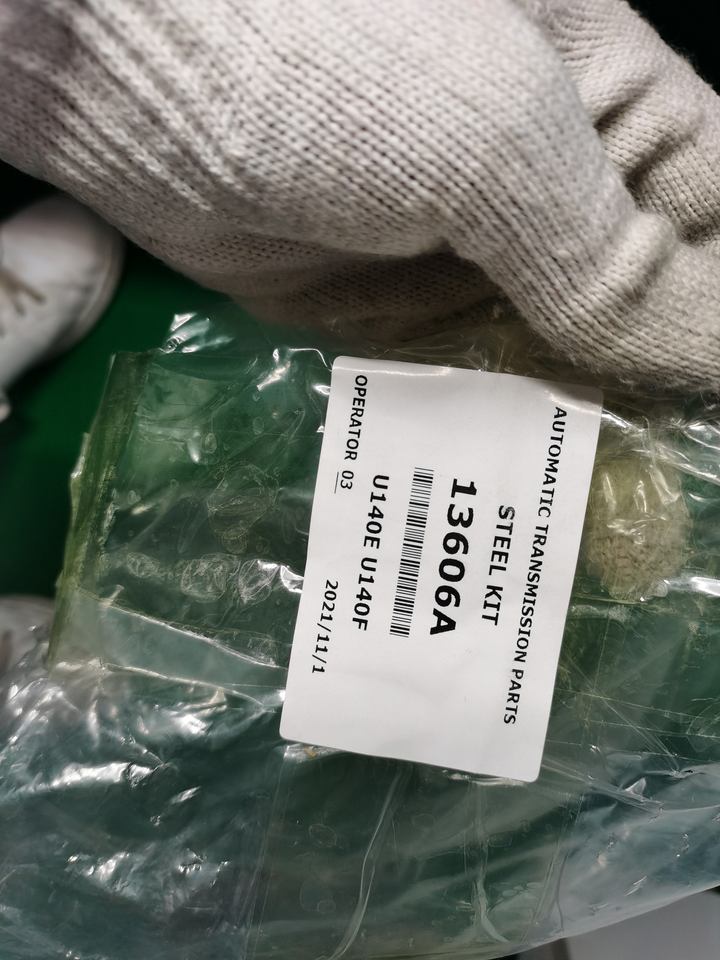 AUTOMATIC TRANSMISSION PARTS
STEEL KIT
13606A
U140E U140F
OPERATOR 03 2021/11/1